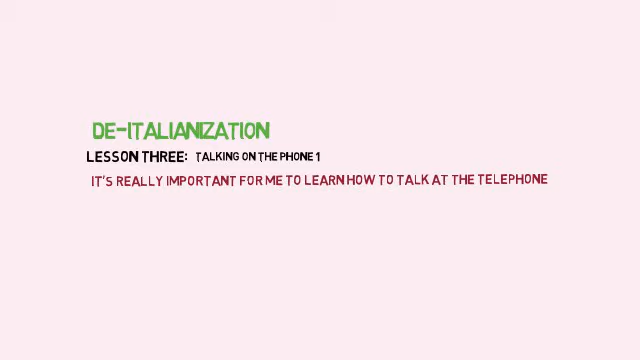 DE-ITALIANIZATION
LESSON THREE: TALKING ON THE PHONE 1
IT'S REALLY IMPORTANT FOR ME TO LEARN HOW TO TALK AT THE TELEPHONE